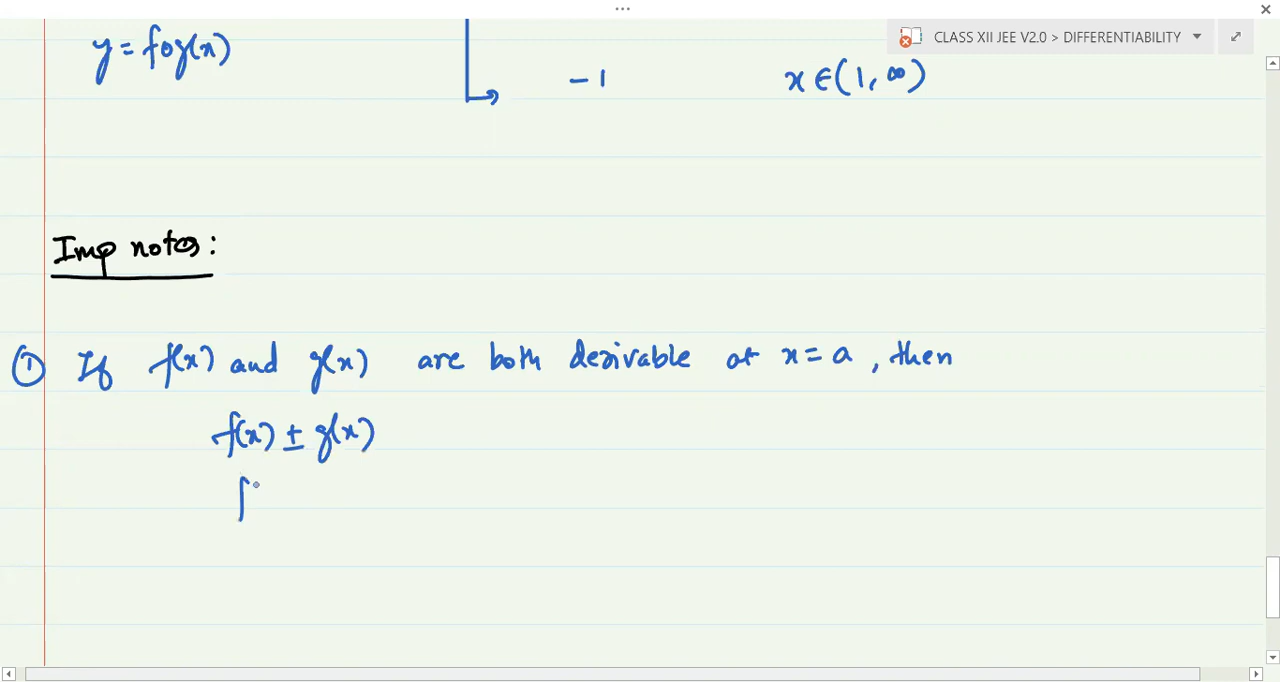 CLASS XII JEE V2.0 > DIFFERENTIABILITY
y = fog(x)
-1 x ∈ (1, ∞)
Imp notes:
① If f(x) and g(x) are both derivable at x = a, then
f(x) ± g(x)